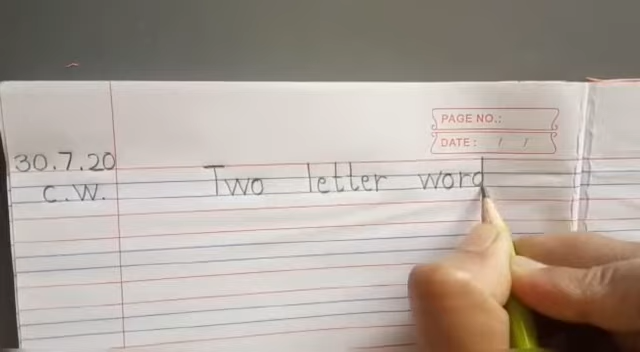 PAGE NO.:
DATE: / /
30.7.20
C.W.
Two letter word